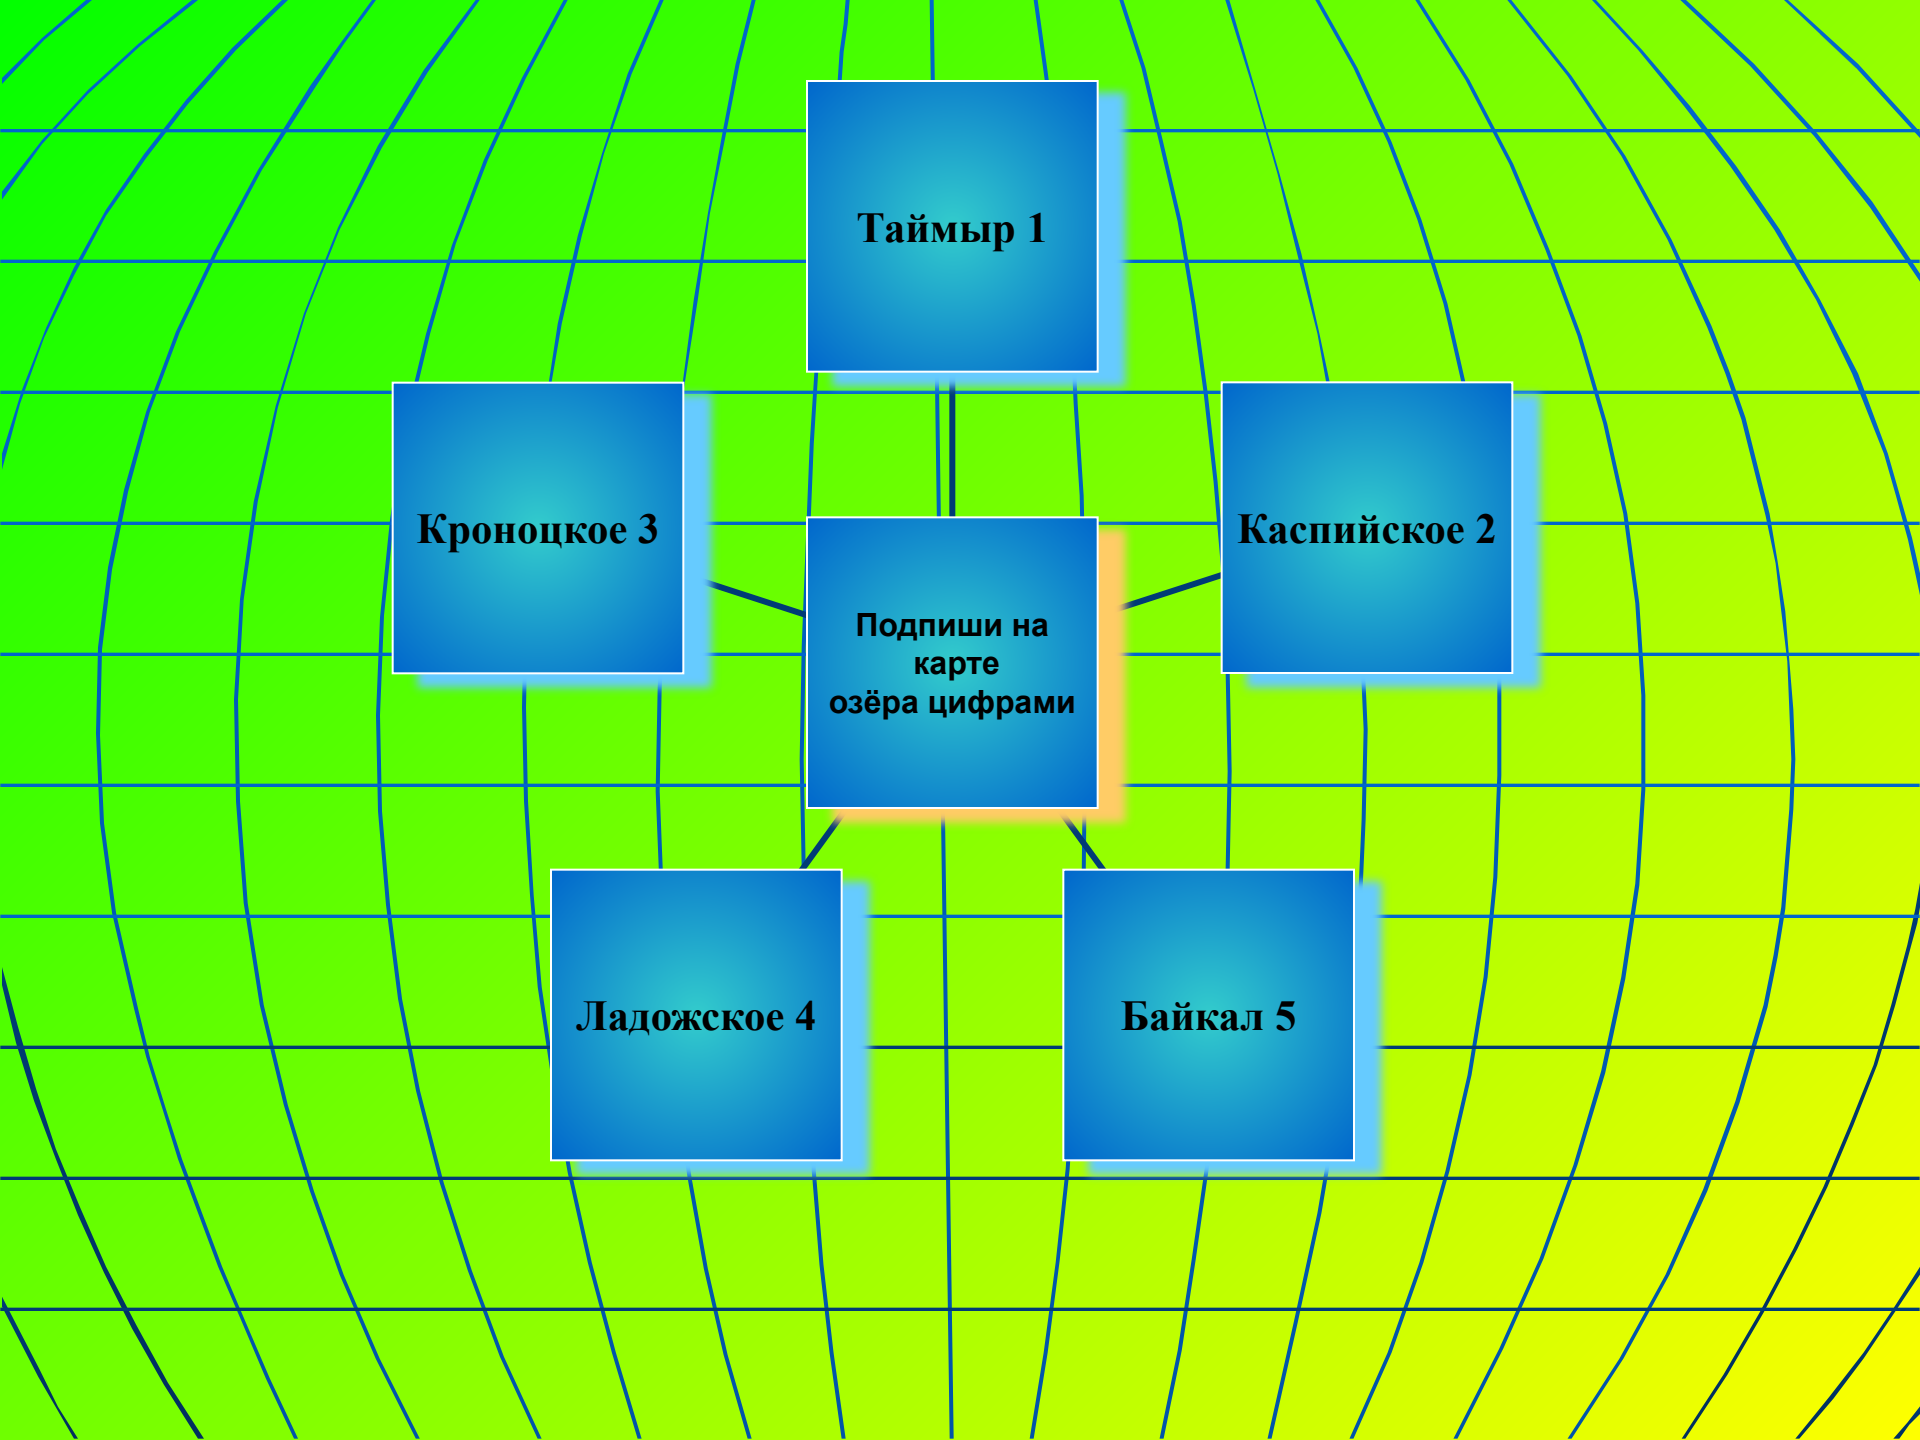 Таймыр 1
Кроноцкое 3
Каспийское 2
Подпиши на
карте
озёра цифрами
Ладожское 4
Байкал 5